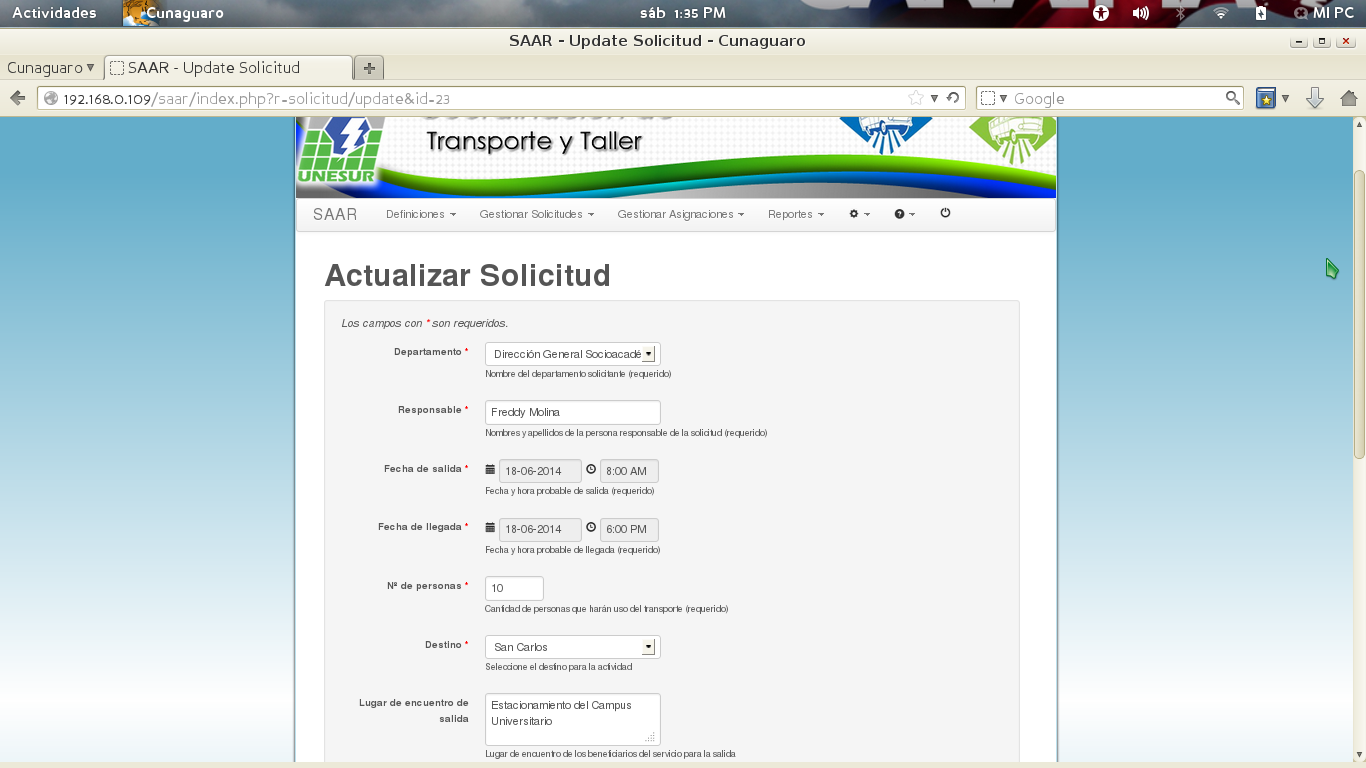 Actividades Cunaguaro sáb 1:35 PM MI PC
SAAR - Update Solicitud - Cunaguaro
Cunaguaro SAAR - Update Solicitud
192.168.0.109/saar/index.php?r=solicitud/update&id=23 Google
Coordinación de
Transporte y Taller
UNESUR
SAAR Definiciones Gestionar Solicitudes Gestionar Asignaciones Reportes
Actualizar Solicitud
Los campos con * son requeridos.
Departamento * Dirección General Socioacadé
Nombre del departamento solicitante (requerido)
Responsable * Freddy Molina
Nombres y apellidos de la persona responsable de la solicitud (requerido)
Fecha de salida * 18-06-2014 8:00 AM
Fecha y hora probable de salida (requerido)
Fecha de llegada * 18-06-2014 6:00 PM
Fecha y hora probable de llegada (requerido)
Nº de personas * 10
Cantidad de personas que harán uso del transporte (requerido)
Destino * San Carlos
Seleccione el destino para la actividad
Lugar de encuentro de salida
Estacionamiento del Campus
Universitario
Lugar de encuentro de los beneficiarios del servicio para la salida